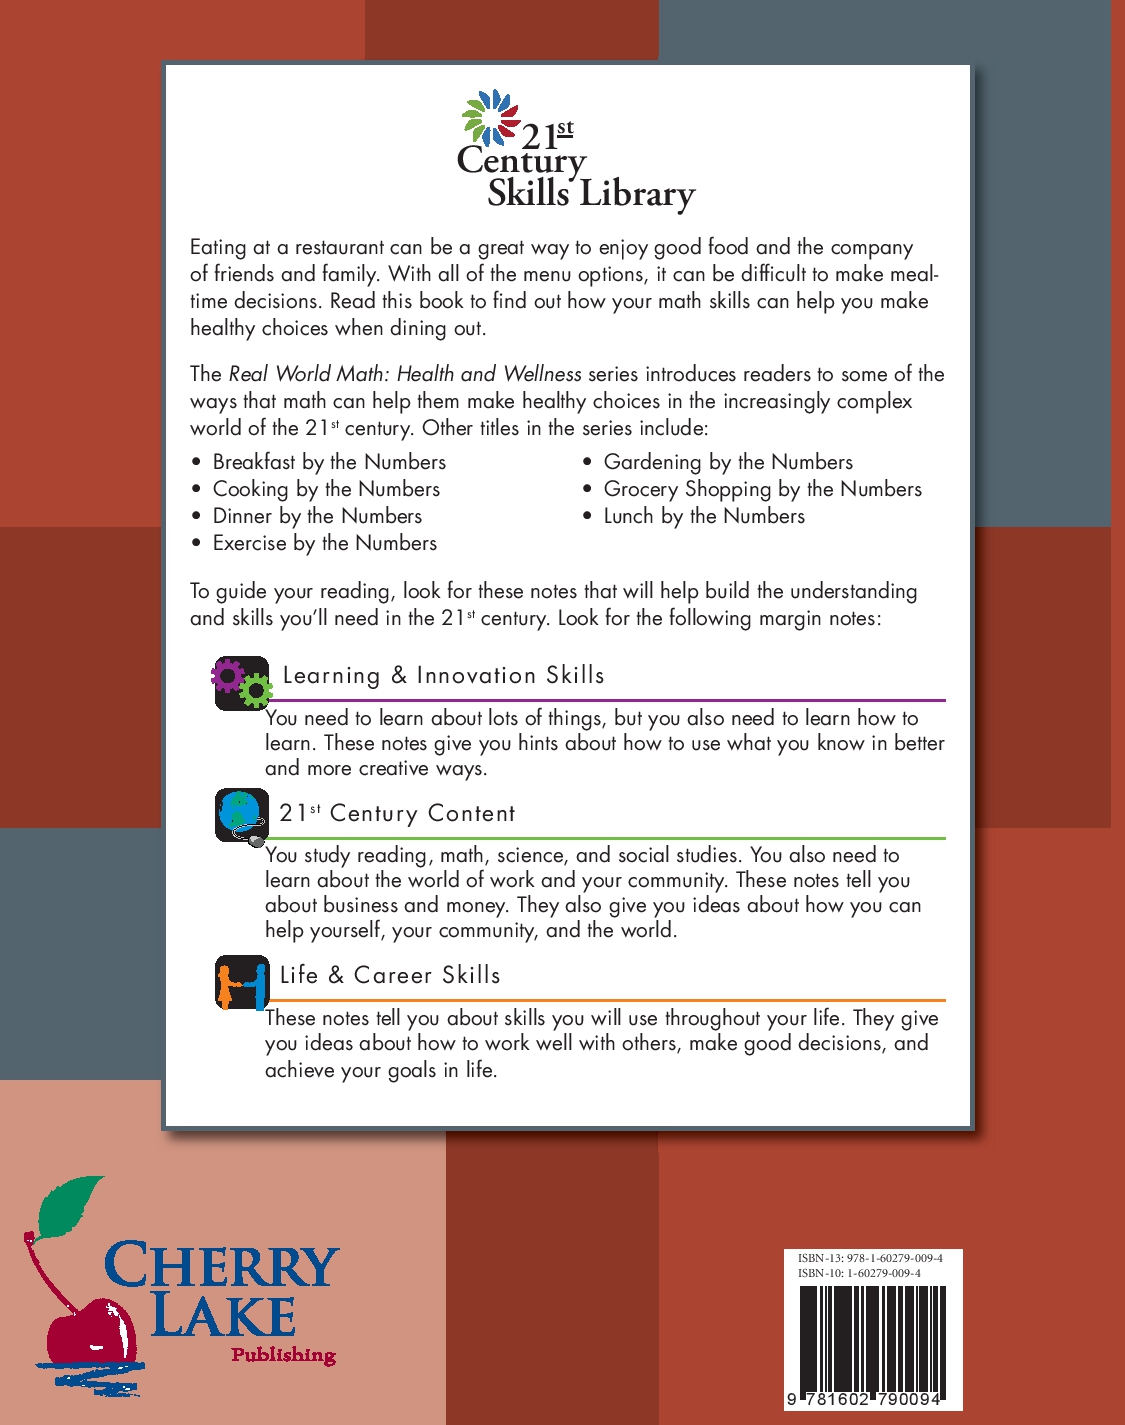 21st
Century
Skills Library
Eating at a restaurant can be a great way to enjoy good food and the company
of friends and family. With all of the menu options, it can be difficult to make meal-
time decisions. Read this book to find out how your math skills can help you make
healthy choices when dining out.
The Real World Math: Health and Wellness series introduces readers to some of the
ways that math can help them make healthy choices in the increasingly complex
world of the 21st century. Other titles in the series include:
• Breakfast by the Numbers
• Cooking by the Numbers
• Dinner by the Numbers
• Exercise by the Numbers
• Gardening by the Numbers
• Grocery Shopping by the Numbers
• Lunch by the Numbers
To guide your reading, look for these notes that will help build the understanding
and skills you'll need in the 21st century. Look for the following margin notes:
Learning & Innovation Skills
You need to learn about lots of things, but you also need to learn how to
learn. These notes give you hints about how to use what you know in better
and more creative ways.
21st Century Content
You study reading, math, science, and social studies. You also need to
learn about the world of work and your community. These notes tell you
about business and money. They also give you ideas about how you can
help yourself, your community, and the world.
Life & Career Skills
These notes tell you about skills you will use throughout your life. They give
you ideas about how to work well with others, make good decisions, and
achieve your goals in life.
CHERRY
LAKE
Publishing
ISBN-13: 978-1-60279-009-4
ISBN-10: 1-60279-009-4
9 781602 790094